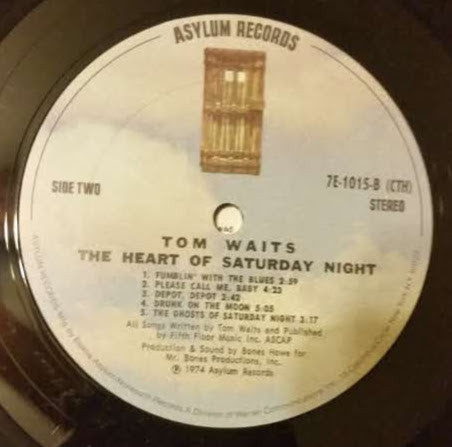 ASYLUM RECORDS
SIDE TWO
7E-1015-B (CTH)
STEREO
TOM WAITS
THE HEART OF SATURDAY NIGHT
1. FUMBLIN' WITH THE BLUES 2:59
2. PLEASE CALL ME, BABY 4:23
3. DEPOT, DEPOT 3:42
4. DRUNK ON THE MOON 5:05
5. THE GHOSTS OF SATURDAY NIGHT 3:17
All Songs Written by Tom Waits and Published
by Fifth Floor Music Inc. ASCAP
Production & Sound by Bones Howe for
Mr. Bones Productions, Inc.
℗ 1974 Asylum Records